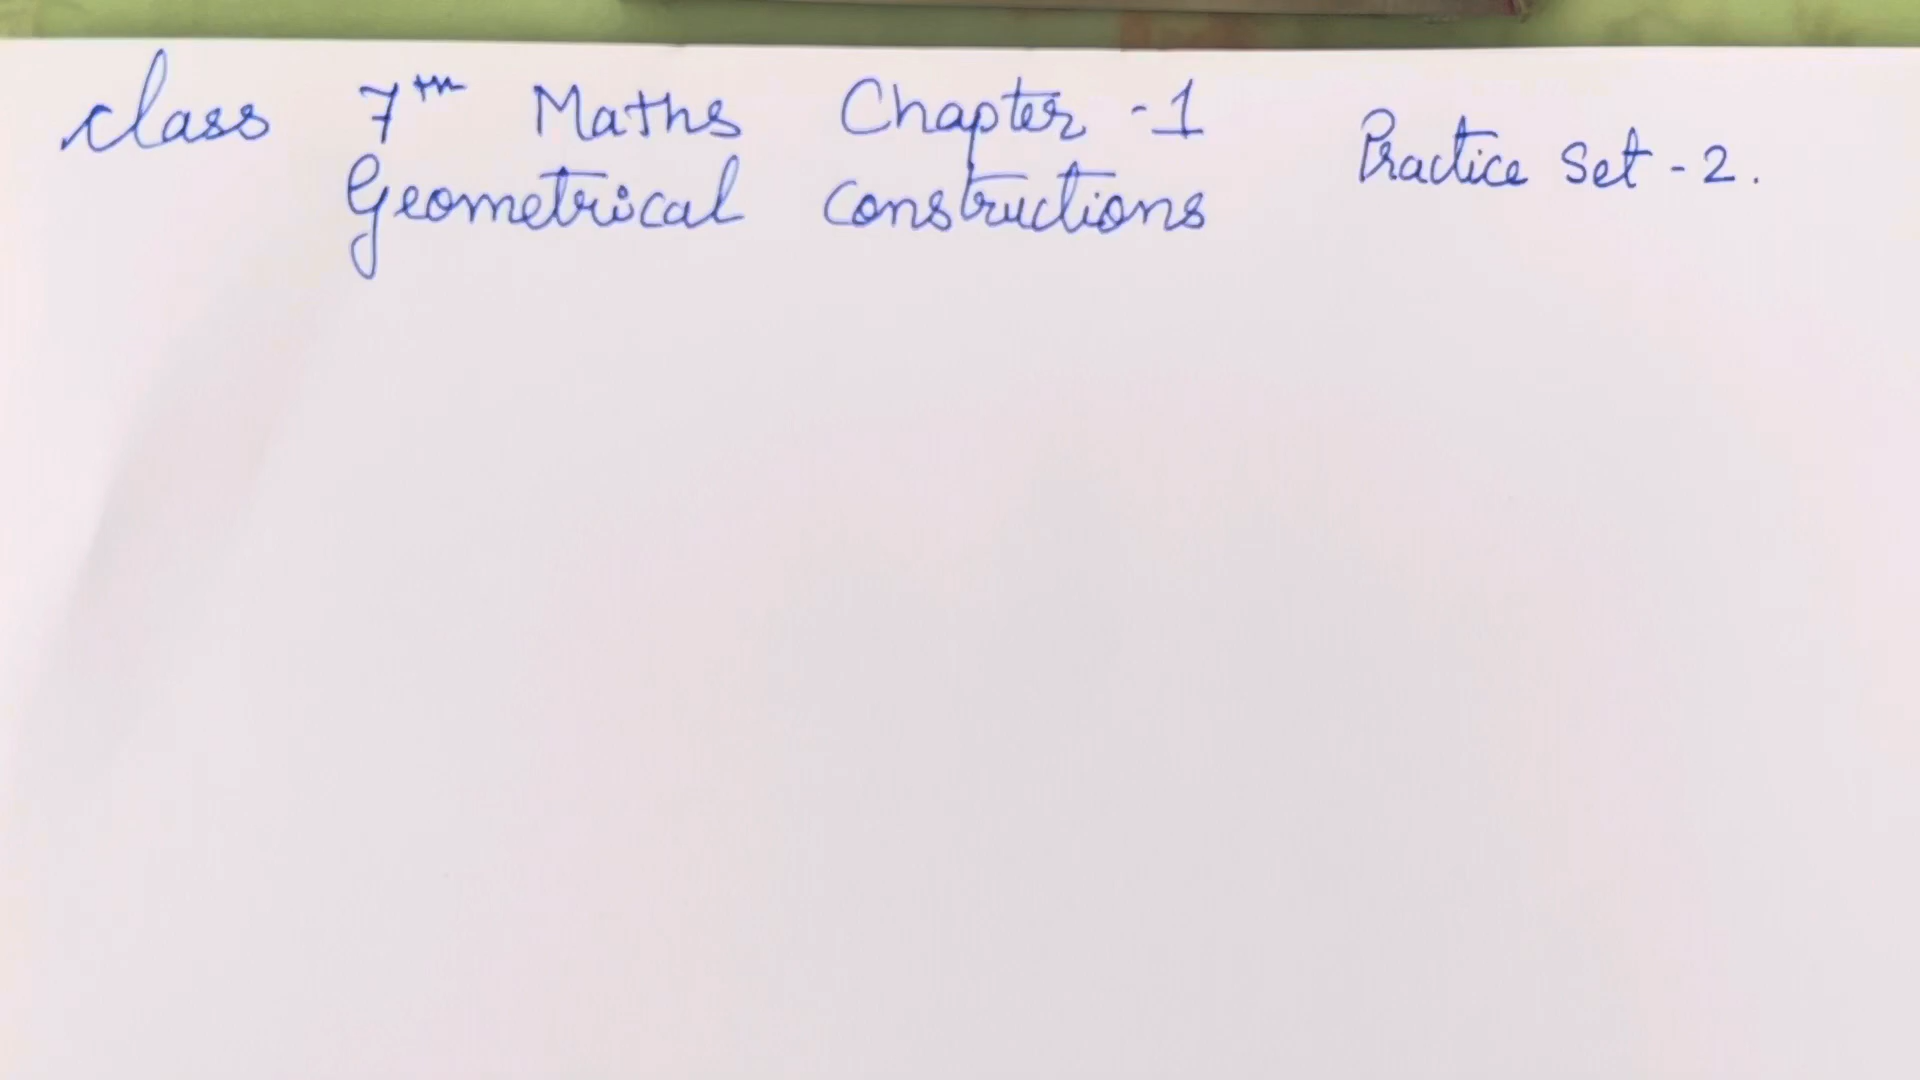 class 7th Maths Chapter - 1
Geometrical constructions
Practice Set - 2.